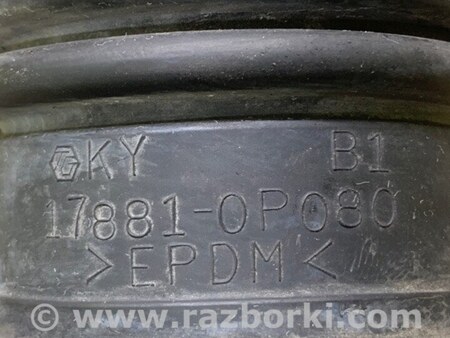 KY B1
17881-0P080
>EPDM<
© www.razborki.com ©